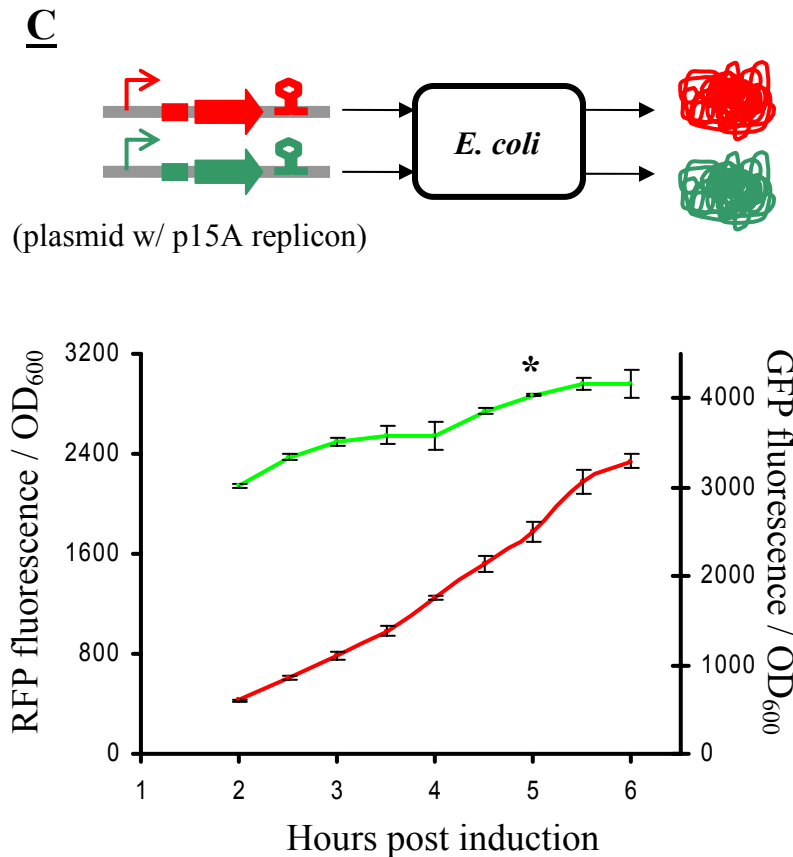 C
E. coli
(plasmid w/ p15A replicon)
RFP fluorescence / OD600
3200
2400
1600
800
0
*
4000
3000
2000
1000
0
GFP fluorescence / OD600
1 2 3 4 5 6
Hours post induction